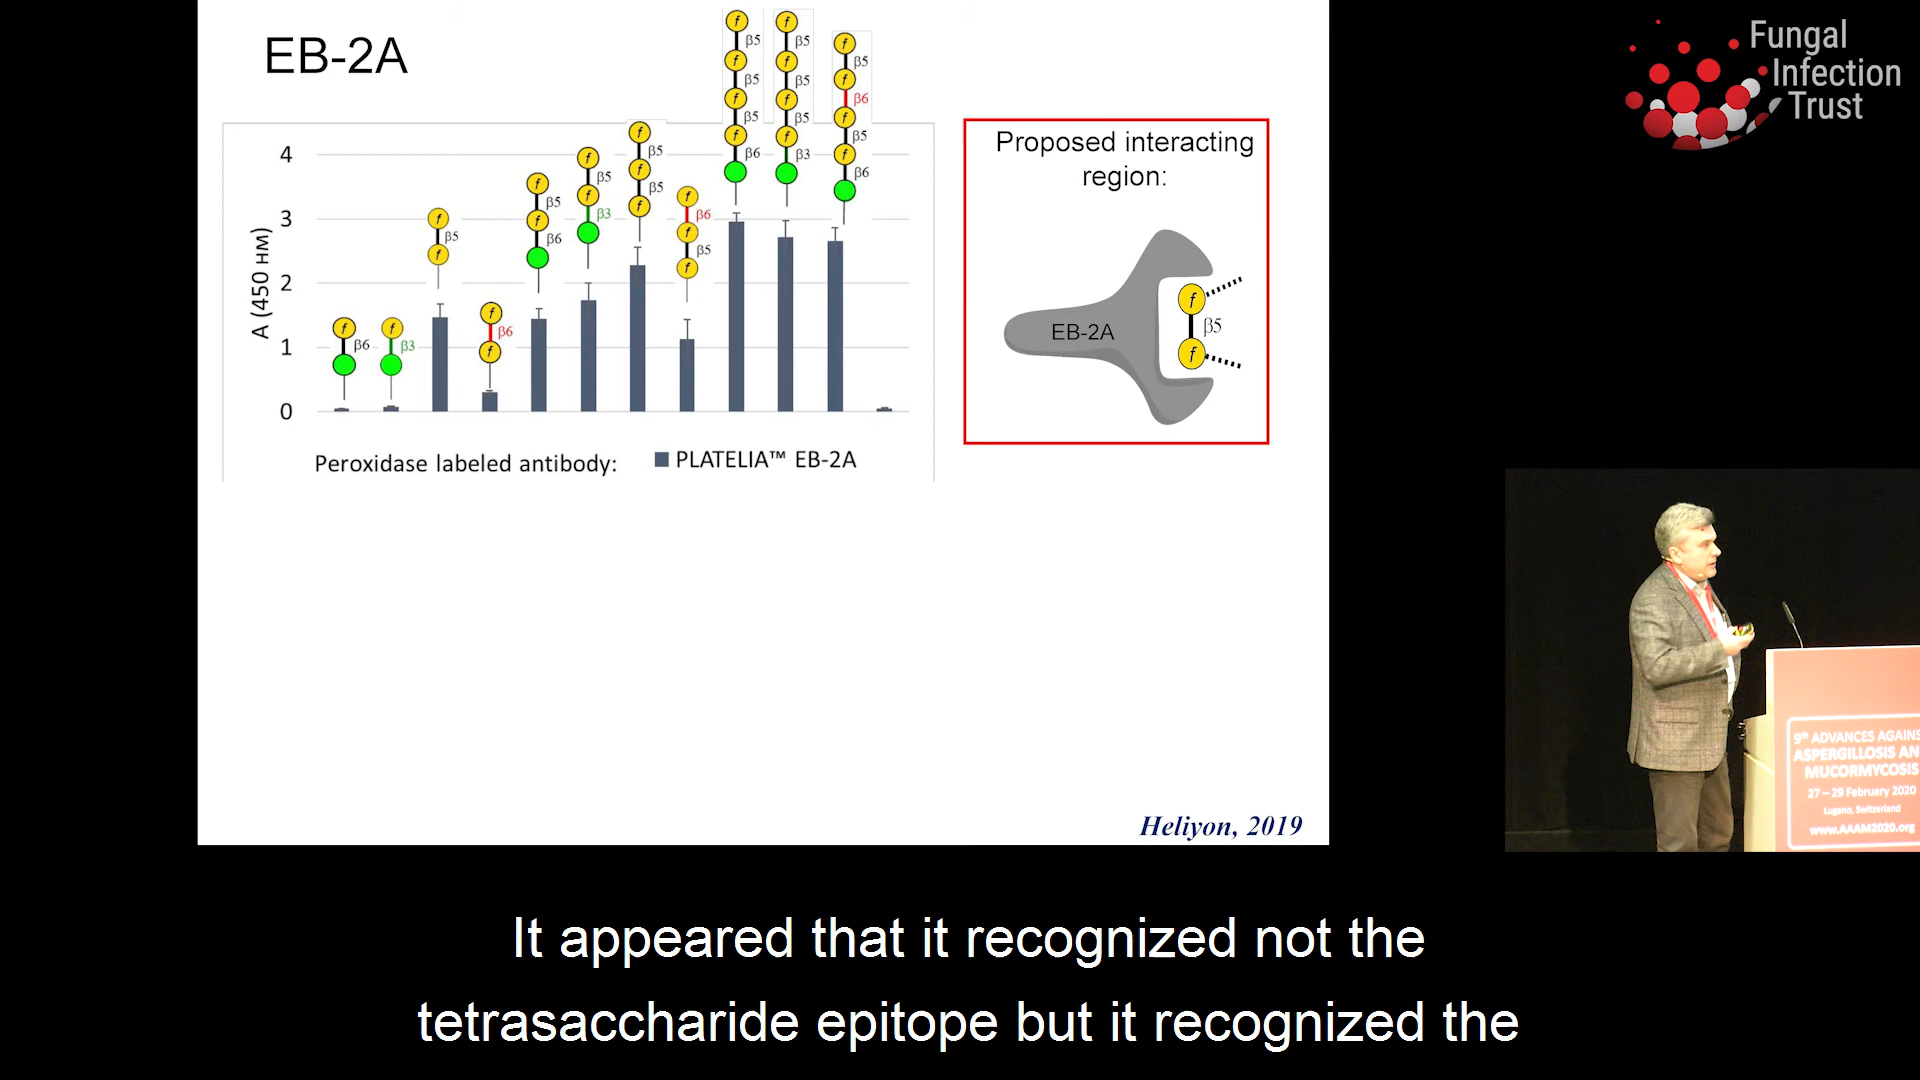 EB-2A
Fungal
Infection
Trust
f f f
β5 β5 β5
f f f
β5 β5 β6
f f f
β5 β5 β5
f f f
β6 β3 β6
4
3
2
1
0
A (450 нм)
f
β6
f
β3
f
β5
f
f
β6
f
f
β5
f
β6
f
β5
f
β3
f
β5
f
β5
f
f
β6
f
β5
f
Peroxidase labeled antibody:
PLATELIA™ EB-2A
Proposed interacting
region:
EB-2A
f
β5
f
Heliyon, 2019
9th ADVANCES AGAINS
ASPERGILLOSIS AN
MUCORMYCOSIS
27 – 29 February 2020
Lugano, Switzerland
www.AAAM2020.org
It appeared that it recognized not the
tetrasaccharide epitope but it recognized the